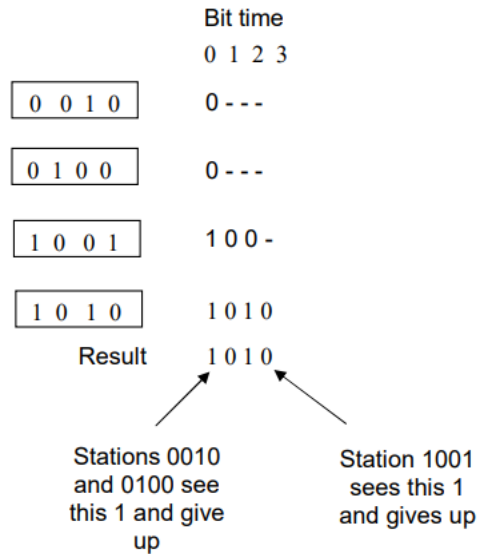 Bit time
0 1 2 3
0 0 1 0 0 - - -
0 1 0 0 0 - - -
1 0 0 1 1 0 0 -
1 0 1 0 1 0 1 0
Result 1 0 1 0
Stations 0010
and 0100 see
this 1 and give
up
Station 1001
sees this 1
and gives up